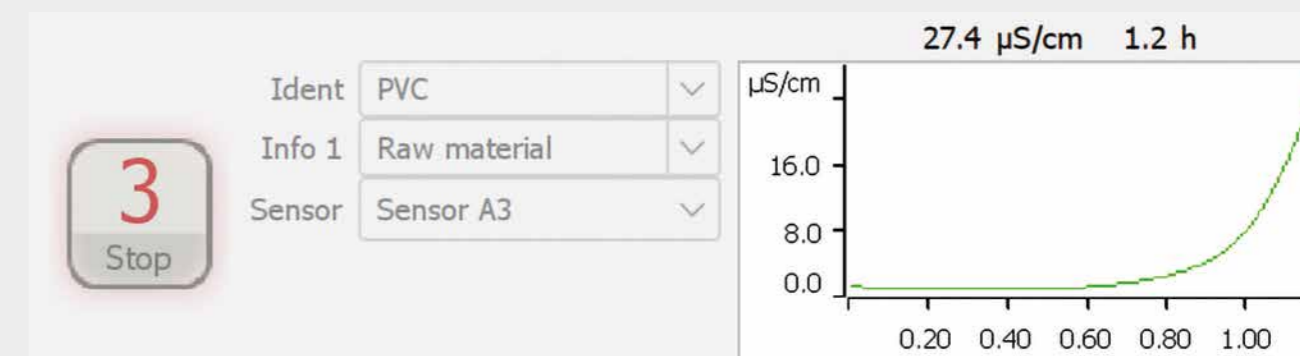 27.4 µS/cm 1.2 h
Ident PVC
Info 1 Raw material
Sensor Sensor A3
3
Stop
µS/cm
16.0
8.0
0.0
0.20 0.40 0.60 0.80 1.00